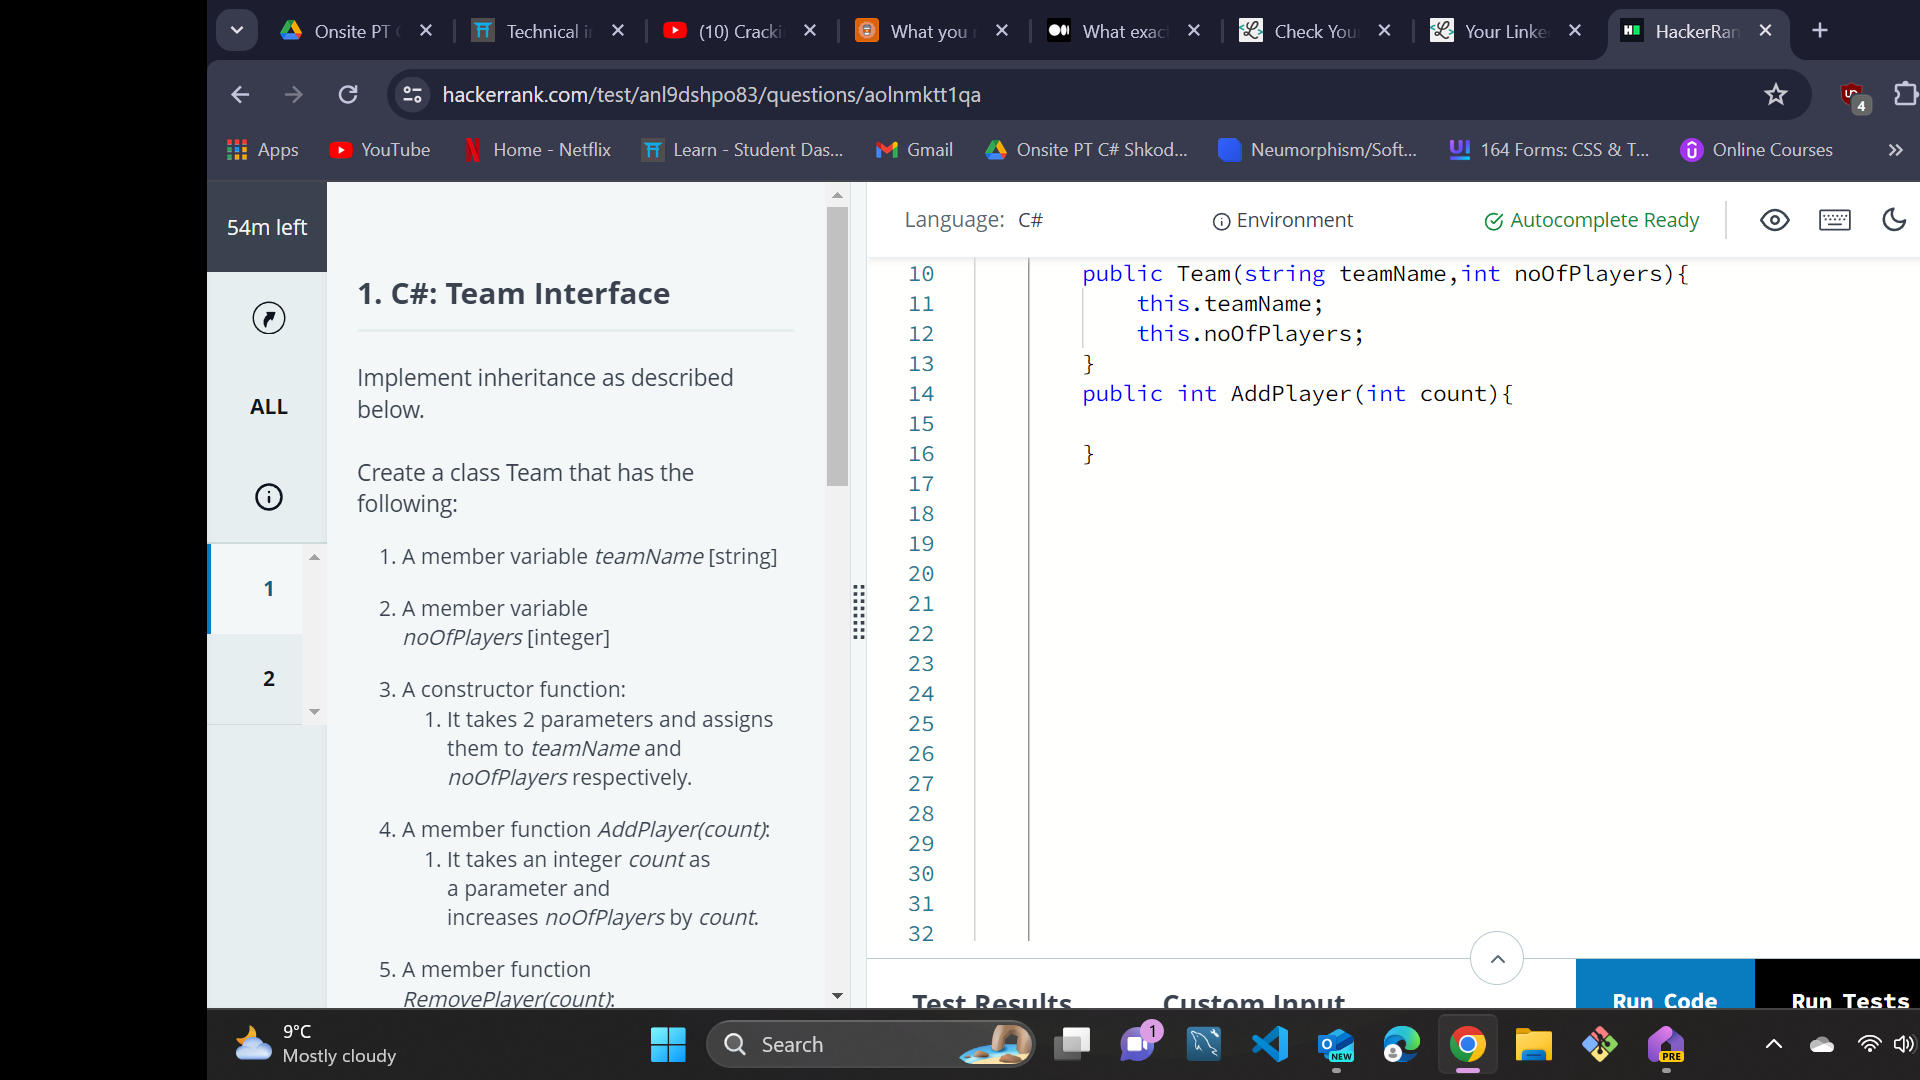 Onsite PT
Technical i
(10) Cracki
What you
What exac
Check You
Your Linke
HackerRan
hackerrank.com/test/anl9dshpo83/questions/aolnmktt1qa
4
Apps
YouTube
Home - Netflix
Learn - Student Das...
Gmail
Onsite PT C# Shkod...
Neumorphism/Soft...
164 Forms: CSS & T...
Online Courses
54m left
ALL
1
2
1. C#: Team Interface
Implement inheritance as described
below.
Create a class Team that has the
following:
1. A member variable teamName [string]
2. A member variable
noOfPlayers [integer]
3. A constructor function:
1. It takes 2 parameters and assigns
them to teamName and
noOfPlayers respectively.
4. A member function AddPlayer(count):
1. It takes an integer count as
a parameter and
increases noOfPlayers by count.
5. A member function
RemovePlayer(count):
Language: C#
Environment
Autocomplete Ready
10 public Team(string teamName,int noOfPlayers){
11 this.teamName;
12 this.noOfPlayers;
13 }
14 public int AddPlayer(int count){
15
16 }
17
18
19
20
21
22
23
24
25
26
27
28
29
30
31
32
Test Results
Custom Input
Run Code
Run Tests
9°C
Mostly cloudy
Search
1
NEW
PRE